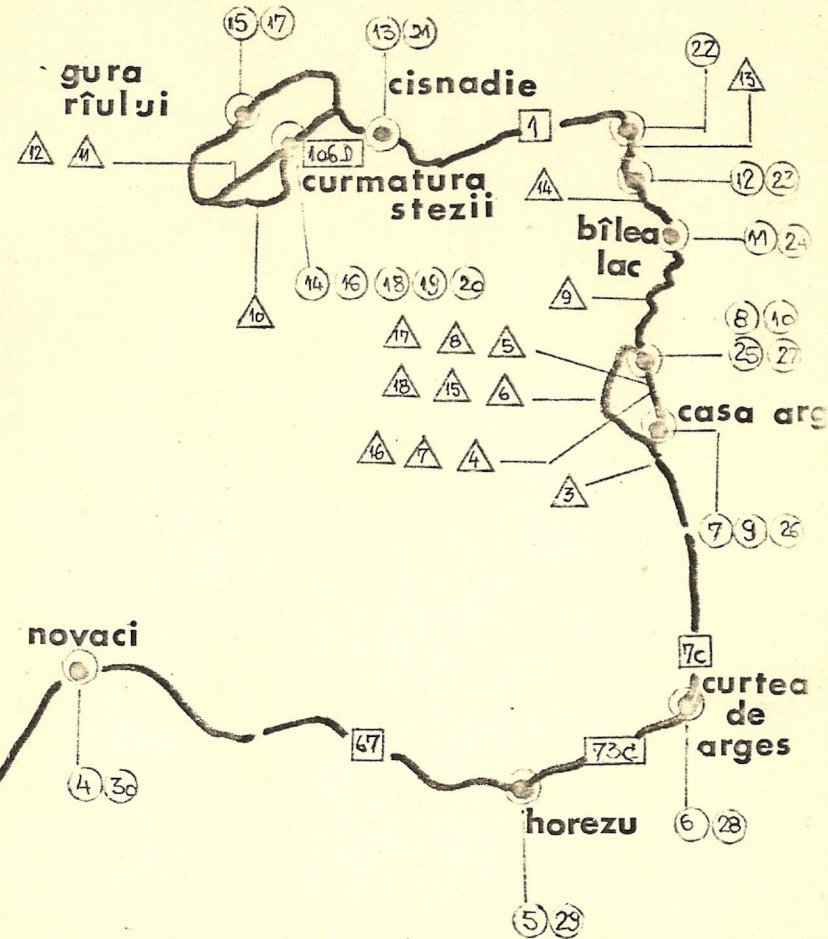 15 17
13 21
22
13
gura
rîului
cisnadie
1
12 11
106D
curmatura
stezii
14
12 23
bîlea
lac
11 24
14 16 18 19 20
10
9
8 10
25 27
17 8 5
18 15 6
casa arg
16 7 4
3
7 9 26
novaci
7c
curtea
de
arges
67
73C
4 30
horezu
6 28
5 29